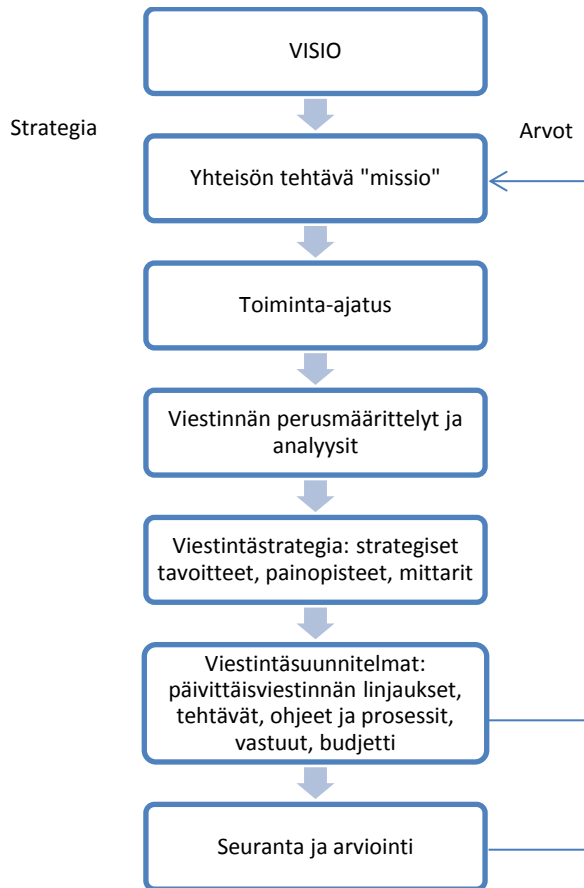 VISIO
Strategia
Arvot
Yhteisön tehtävä "missio"
Toiminta-ajatus
Viestinnän perusmäärittelyt ja
analyysit
Viestintästrategia: strategiset
tavoitteet, painopisteet, mittarit
Viestintäsuunnitelmat:
päivittäisviestinnän linjaukset,
tehtävät, ohjeet ja prosessit,
vastuut, budjetti
Seuranta ja arviointi